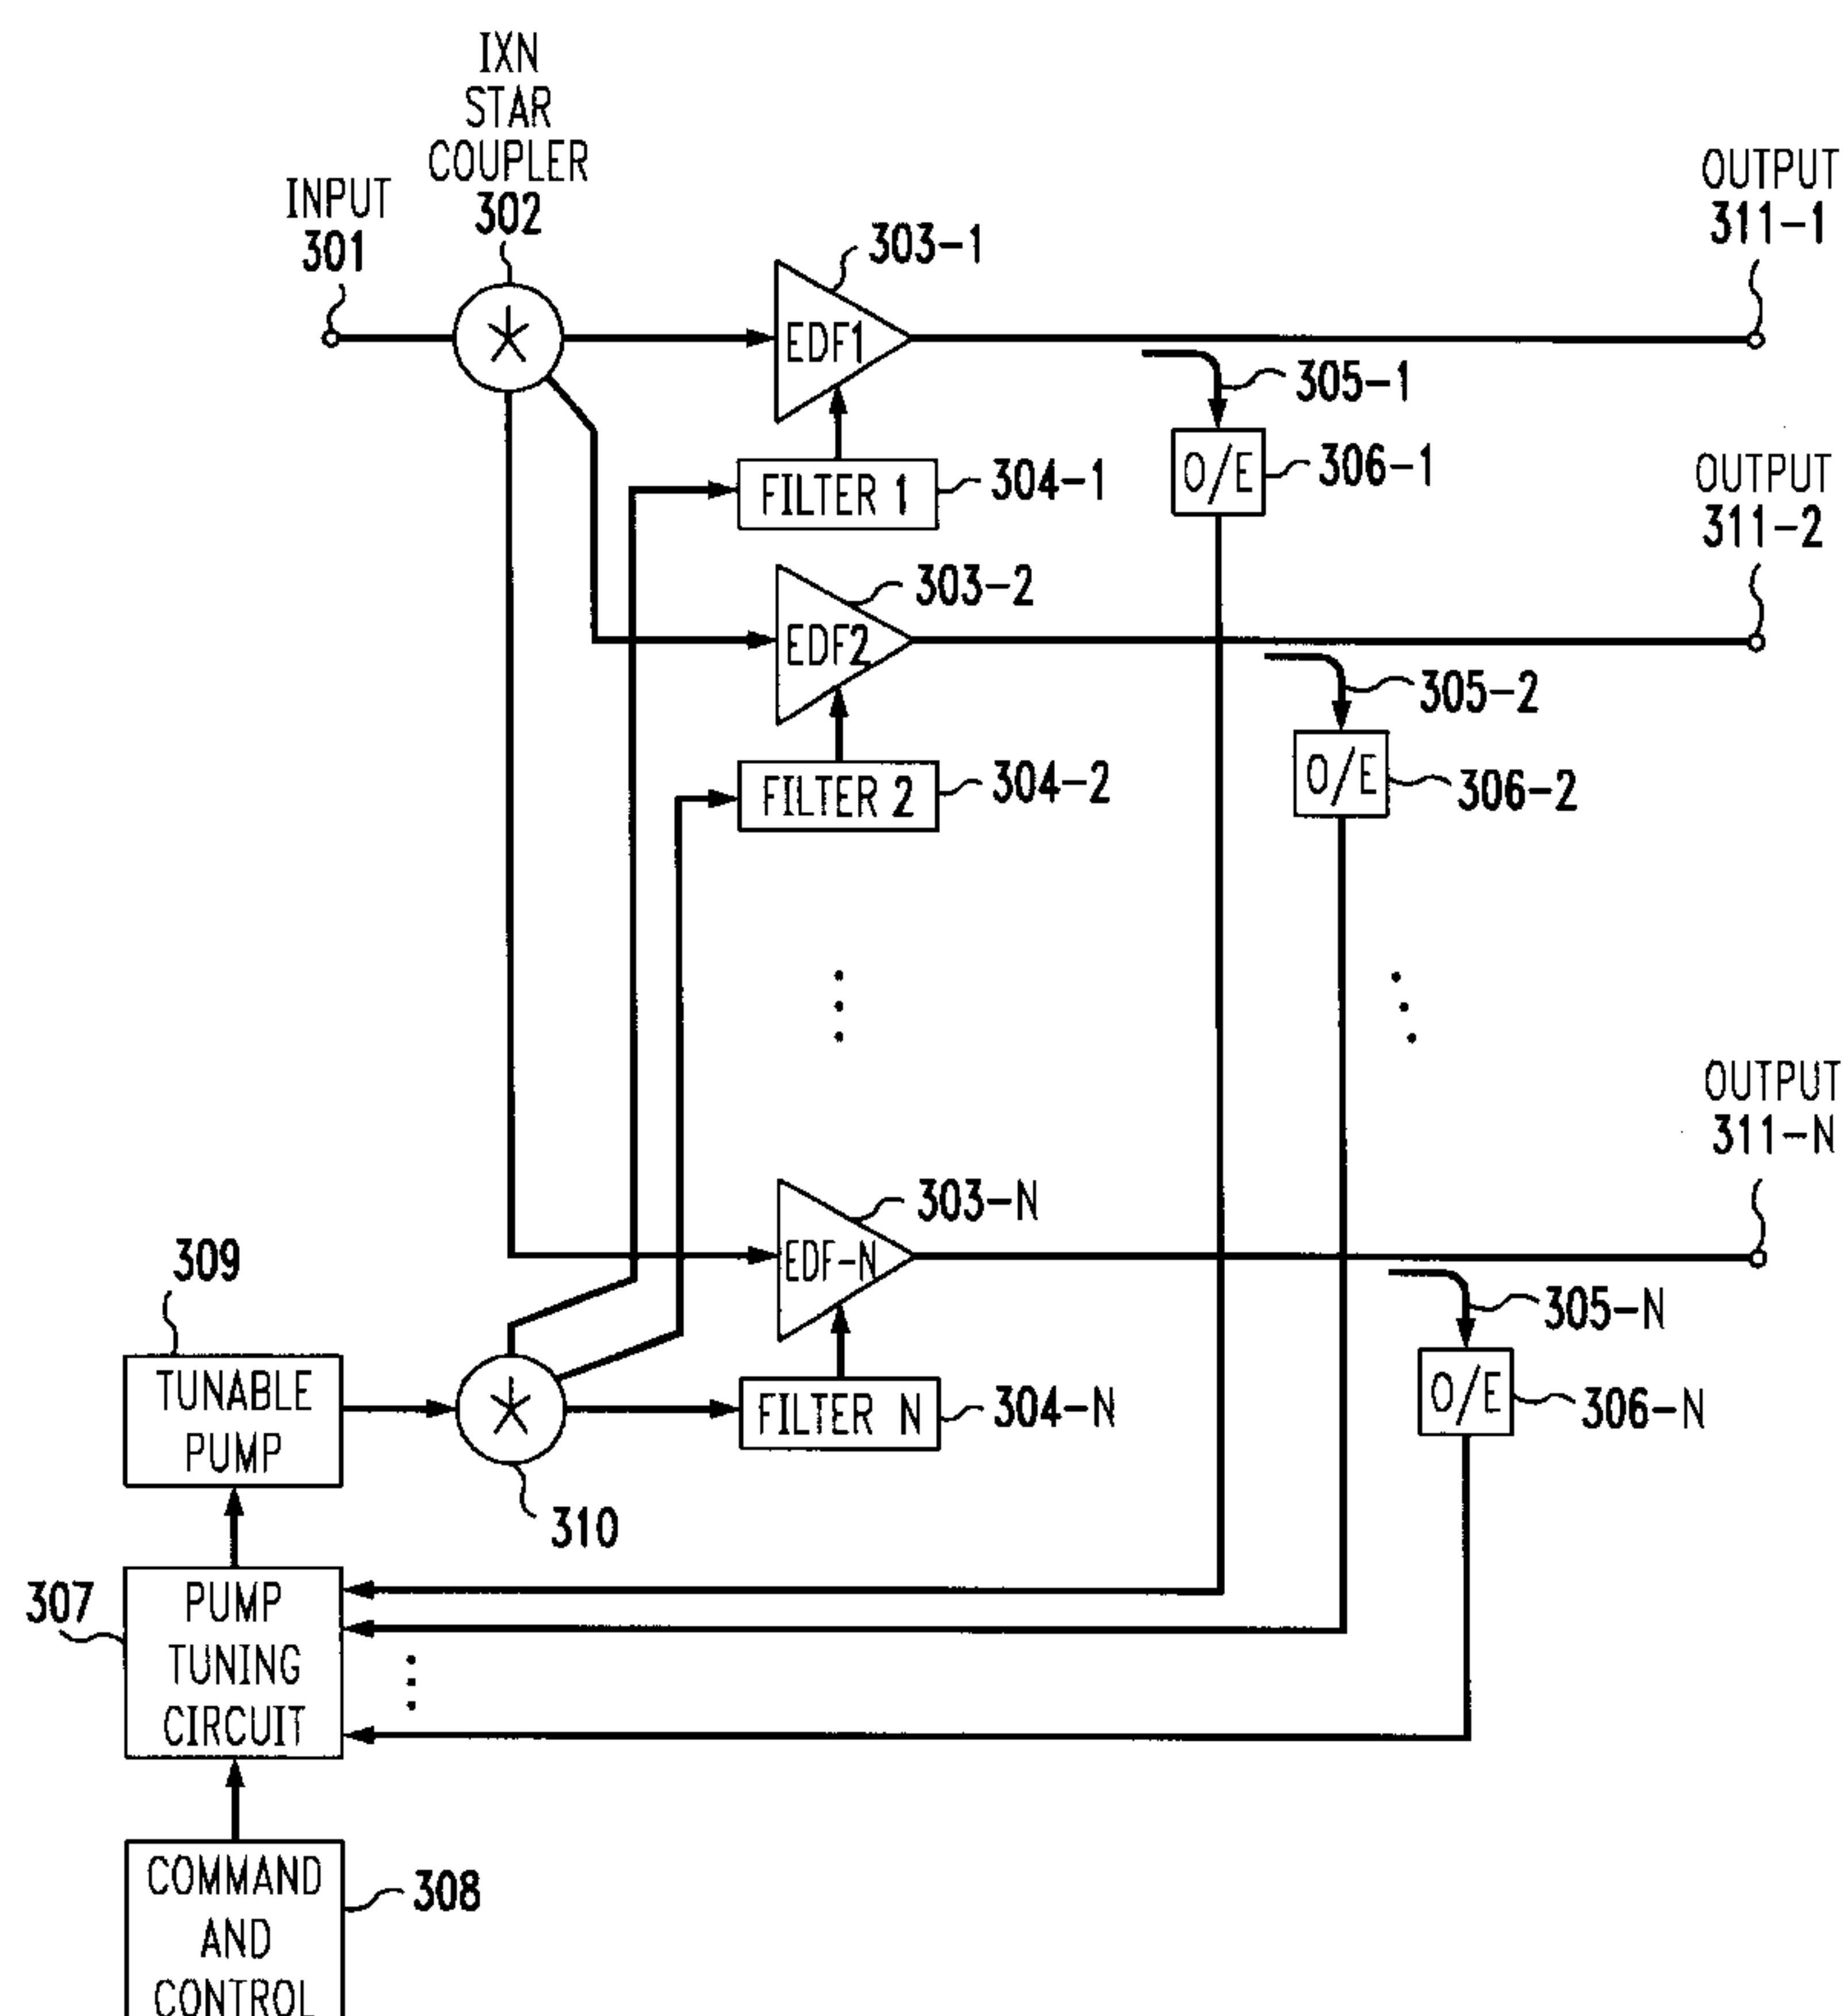 IXN
STAR
COUPLER
302
INPUT
301
OUTPUT
311-1
303-1
EDF1
305-1
O/E
306-1
FILTER 1
304-1
OUTPUT
311-2
303-2
EDF2
305-2
O/E
306-2
FILTER 2
304-2
OUTPUT
311-N
303-N
EDF-N
305-N
O/E
306-N
309
TUNABLE
PUMP
FILTER N
304-N
310
307
PUMP
TUNING
CIRCUIT
COMMAND
AND
CONTROL
308